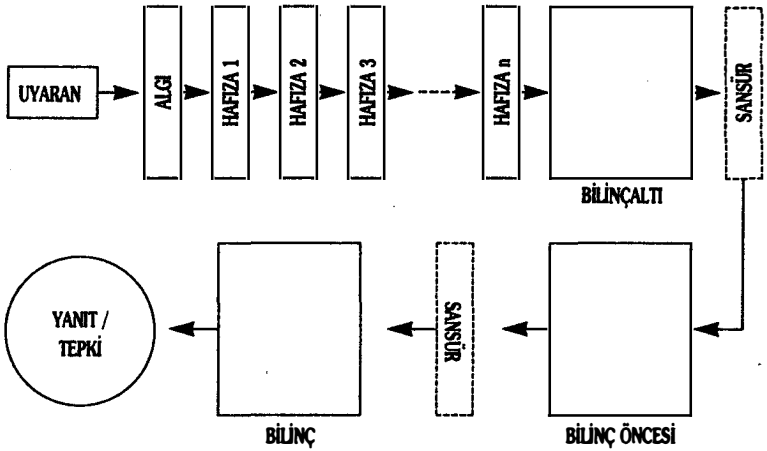 UYARAN
ALGI
HAFIZA 1
HAFIZA 2
HAFIZA 3
HAFIZA n
BİLİNÇALTI
SANSÜR
YANIT /
TEPKİ
BİLİNÇ
SANSÜR
BİLİNÇ ÖNCESİ